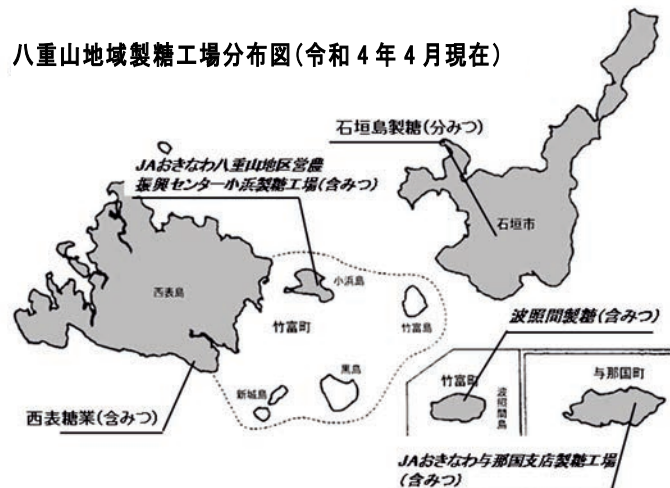 八重山地域製糖工場分布図(令和4年4月現在)
石垣島製糖(分みつ)
JAおきなわ八重山地区営農
振興センター小浜製糖工場(含みつ)
石垣市
西表島
小浜島
竹富町
竹富島
波照間製糖(含みつ)
黒島
新城島
西表糖業(含みつ)
竹富町
波照間島
与那国町
JAおきなわ与那国支店製糖工場
(含みつ)